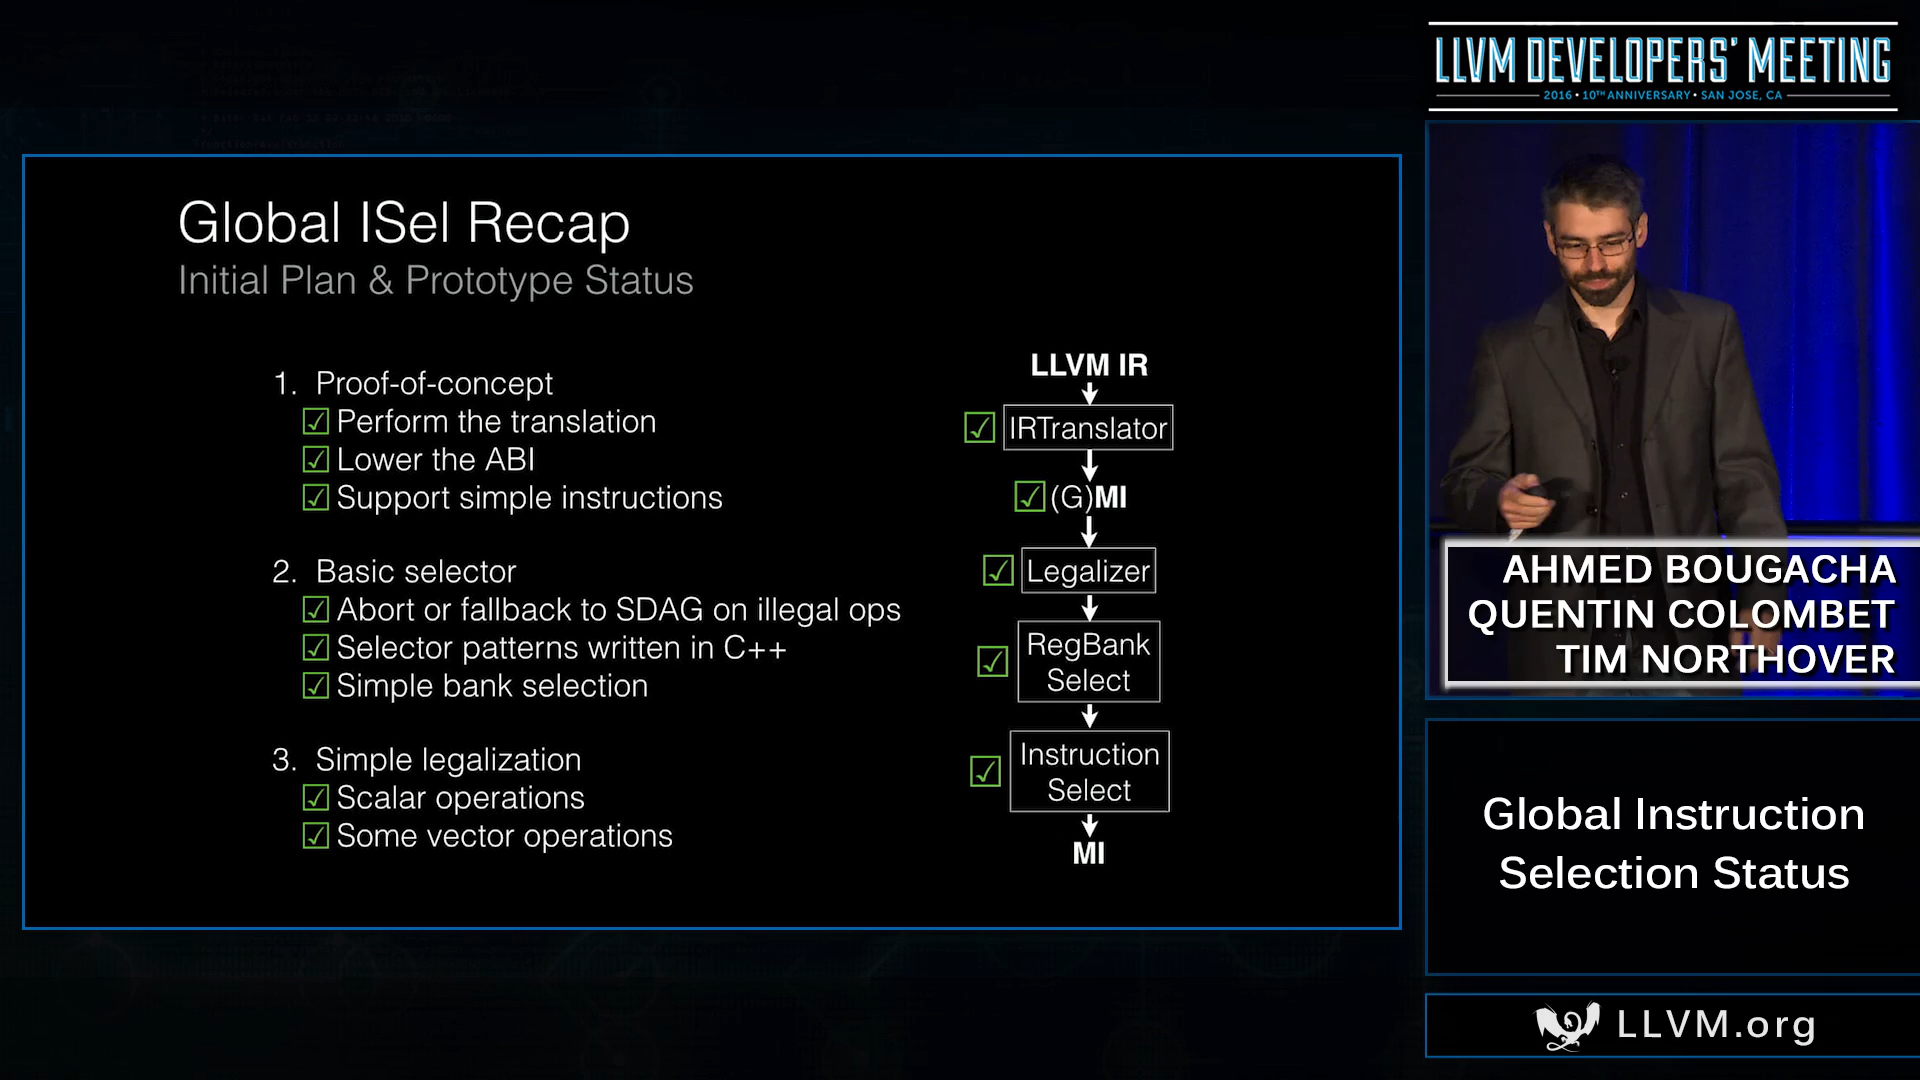 LLVM DEVELOPERS' MEETING
2016 • 10TH ANNIVERSARY • SAN JOSE, CA
Global ISel Recap
Initial Plan & Prototype Status
1. Proof-of-concept
☑ Perform the translation
☑ Lower the ABI
☑ Support simple instructions
2. Basic selector
☑ Abort or fallback to SDAG on illegal ops
☑ Selector patterns written in C++
☑ Simple bank selection
3. Simple legalization
☑ Scalar operations
☑ Some vector operations
LLVM IR
☑ IRTranslator
☑ (G)MI
☑ Legalizer
☑ RegBank
Select
☑ Instruction
Select
MI
AHMED BOUGACHA
QUENTIN COLOMBET
TIM NORTHOVER
Global Instruction
Selection Status
LLVM.org